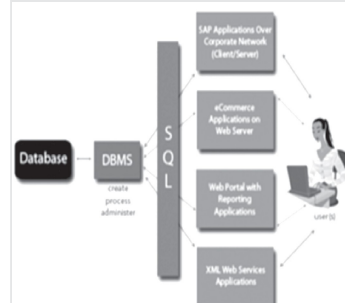 SAP Applications Over
Corporate Network
(Client/Server)
eCommerce
Applications on
Web Server
Database
DBMS
create
process
administer
S
Q
L
Web Portal with
Reporting
Applications
user(s)
XML Web Services
Applications